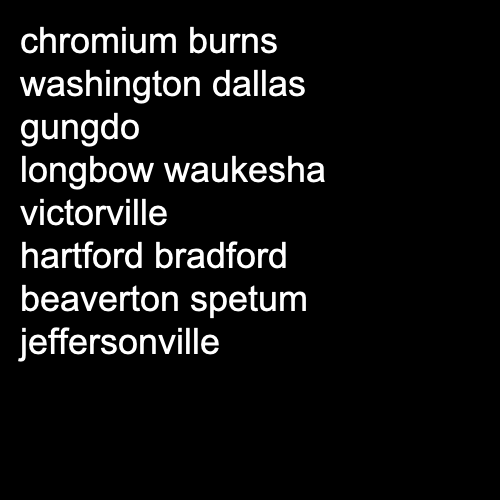 chromium burns
washington dallas
gungdo
longbow waukesha
victorville
hartford bradford
beaverton spetum
jeffersonville